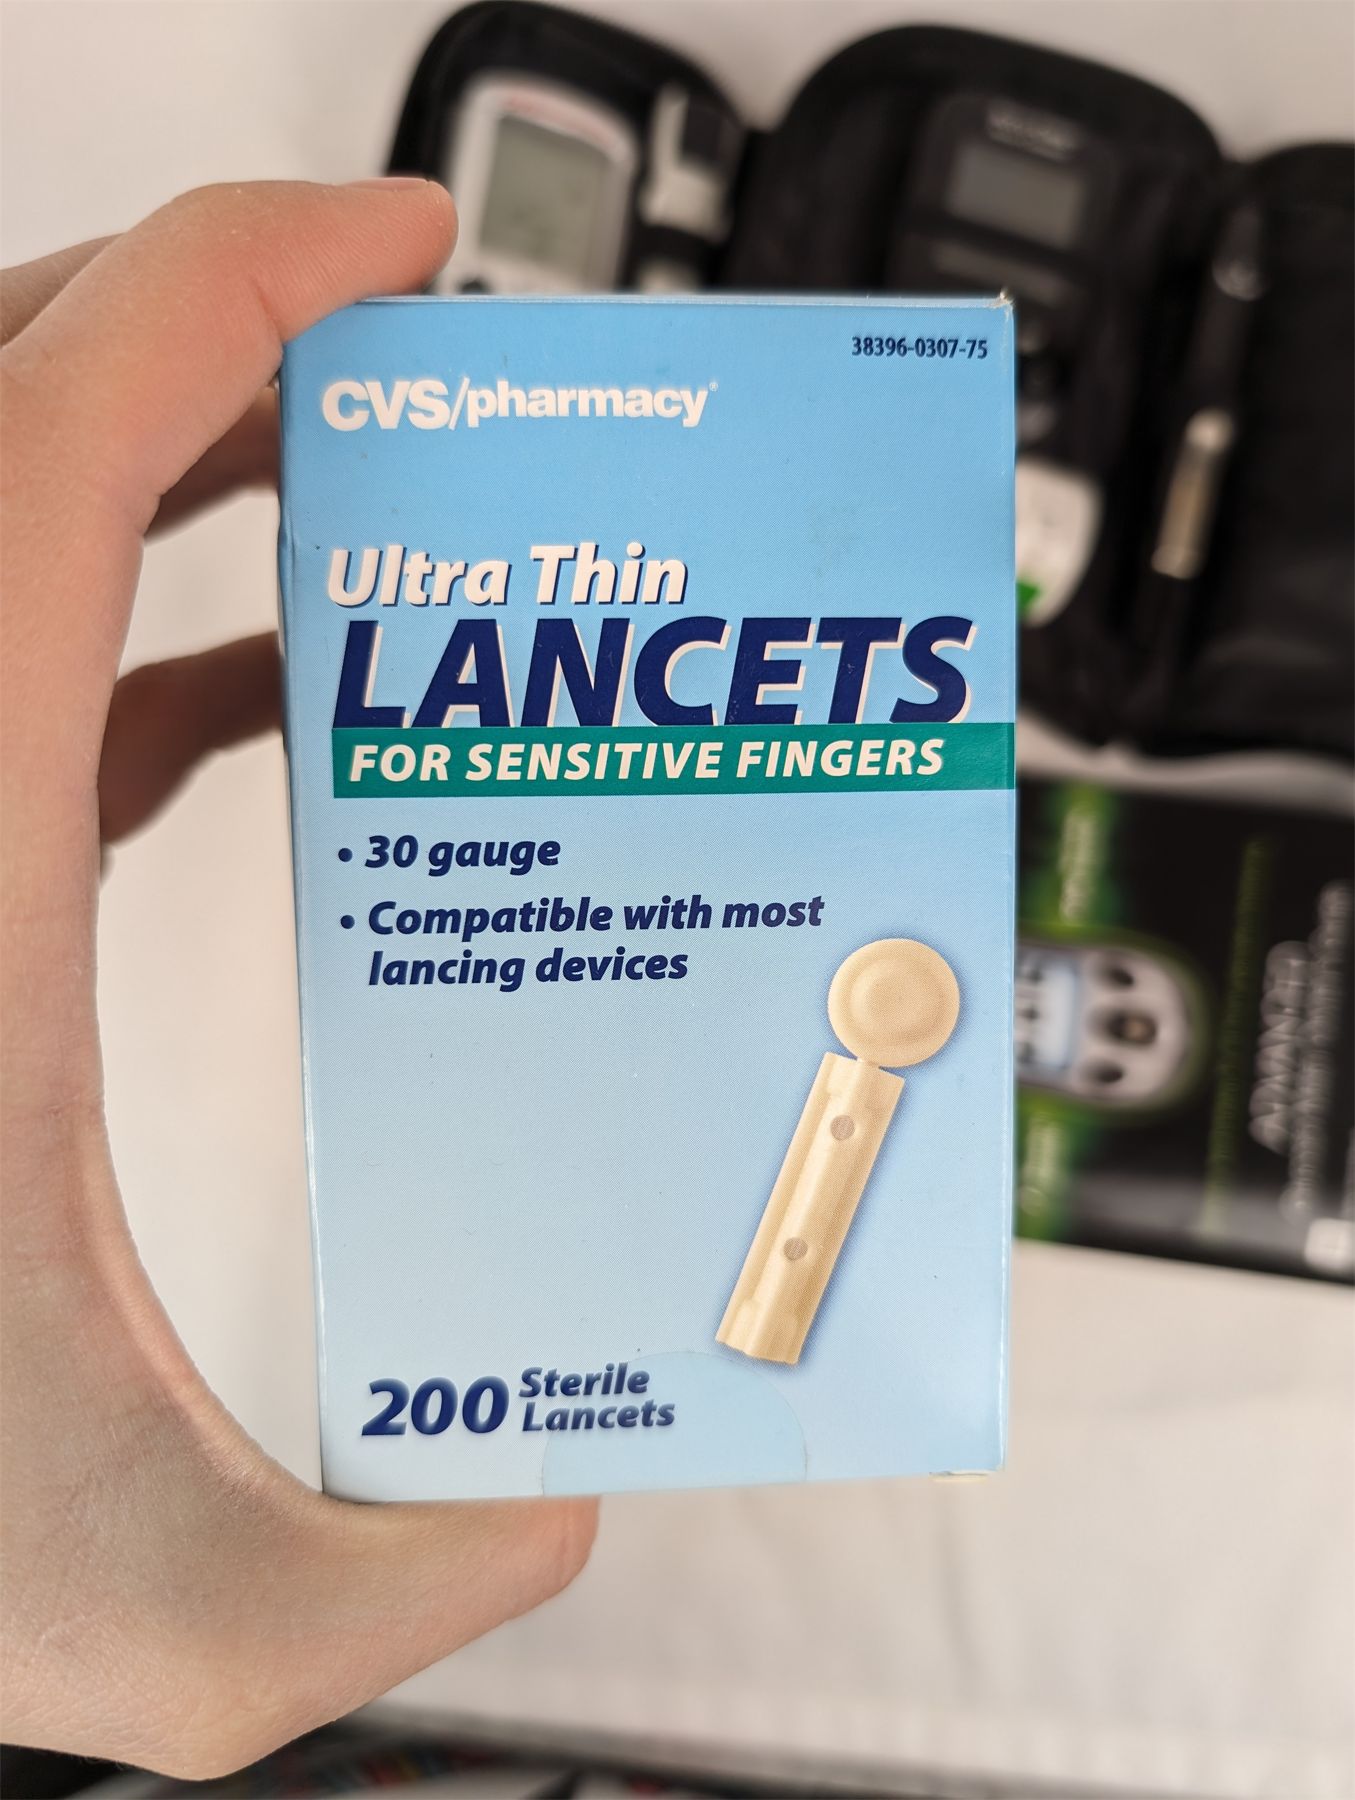 38396-0307-75
CVS/pharmacy®
Ultra Thin
LANCETS
FOR SENSITIVE FINGERS
• 30 gauge
• Compatible with most
lancing devices
200 Sterile
Lancets